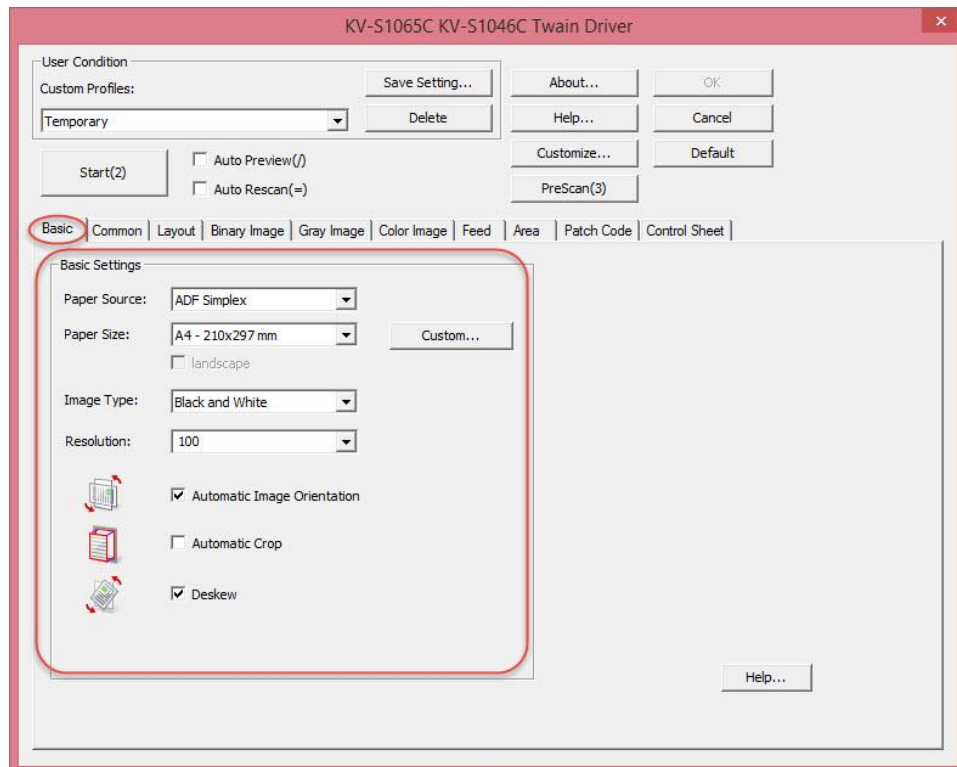 KV-S1065C KV-S1046C Twain Driver
User Condition
Custom Profiles:
Save Setting...
About...
OK
Temporary
Delete
Help...
Cancel
Start(2)
Auto Preview(/)
Customize...
Default
Auto Rescan(=)
PreScan(3)
Basic Common Layout Binary Image Gray Image Color Image Feed Area Patch Code Control Sheet
Basic Settings
Paper Source: ADF Simplex
Paper Size: A4 - 210x297 mm Custom...
landscape
Image Type: Black and White
Resolution: 100
Automatic Image Orientation
Automatic Crop
Deskew
Help...